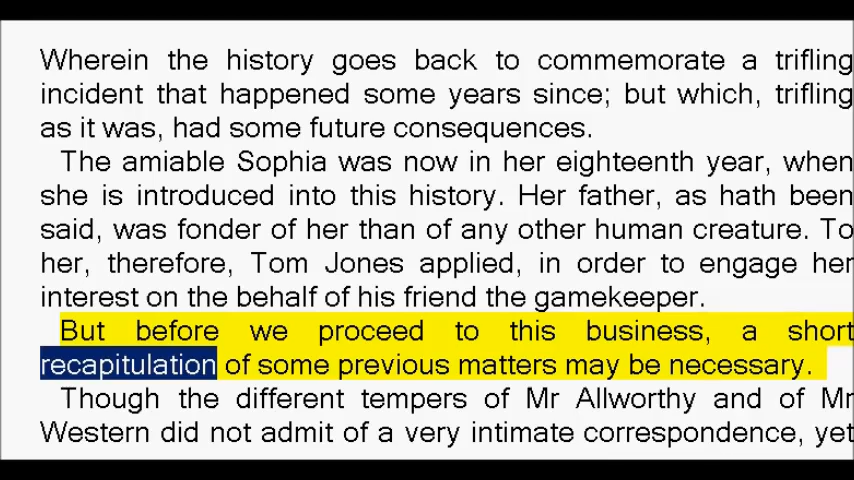 Wherein the history goes back to commemorate a trifling
incident that happened some years since; but which, trifling
as it was, had some future consequences.
The amiable Sophia was now in her eighteenth year, when
she is introduced into this history. Her father, as hath been
said, was fonder of her than of any other human creature. To
her, therefore, Tom Jones applied, in order to engage her
interest on the behalf of his friend the gamekeeper.
But before we proceed to this business, a short
recapitulation of some previous matters may be necessary.
Though the different tempers of Mr Allworthy and of Mr
Western did not admit of a very intimate correspondence, yet